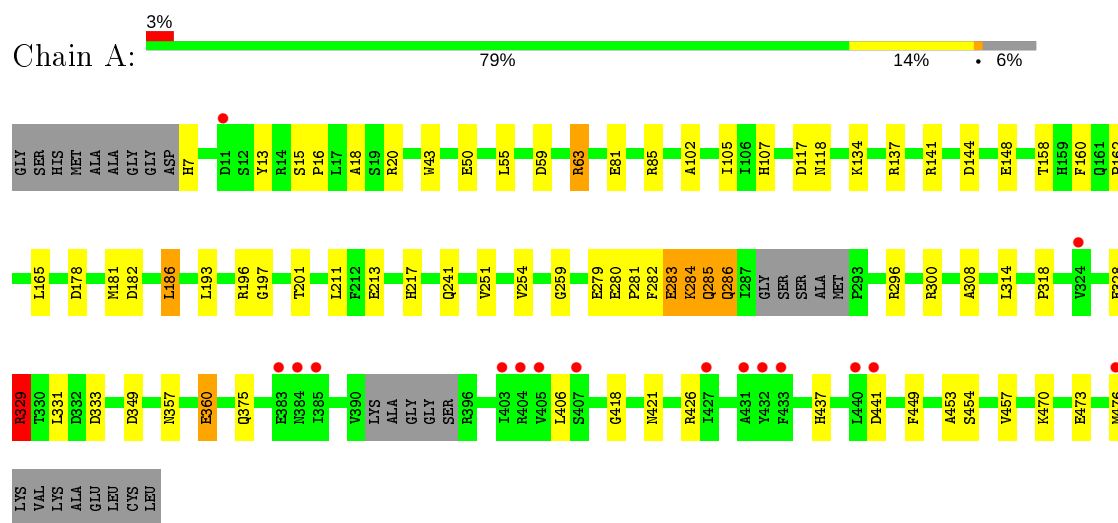 3%
Chain A:
79% 14% • 6%
GLY SER HIS MET ALA ALA GLY GLY ASP H7 D11 S12 Y13 R14 S15 P16 L17 A18 S19 R20 W43 E50 L55 D59 R63 E81 R85 A102 I105 I106 H107 D117 N118 K134 R137 R141 D144 E148 T158 H159 F160 Q161
L165 D178 M181 D182 L186 L193 R196 G197 T201 L211 F212 E213 H217 Q241 V251 V254 G259 E279 E280 P281 F282 E283 K284 Q285 Q286 I287 GLY SER SER ALA MET P293 R296 R300 A308 L314 P318 V324
R329 T330 L331 D332 D333 D349 N357 E360 Q375 E383 N384 I385 V390 LYS ALA GLY GLY SER R396 I403 R404 V405 L406 S407 G418 N421 R426 I427 A431 Y432 F433 H437 L440 D441 F449 A453 S454 V457 K470 E473
LYS VAL LYS ALA GLU LEU CYS LEU